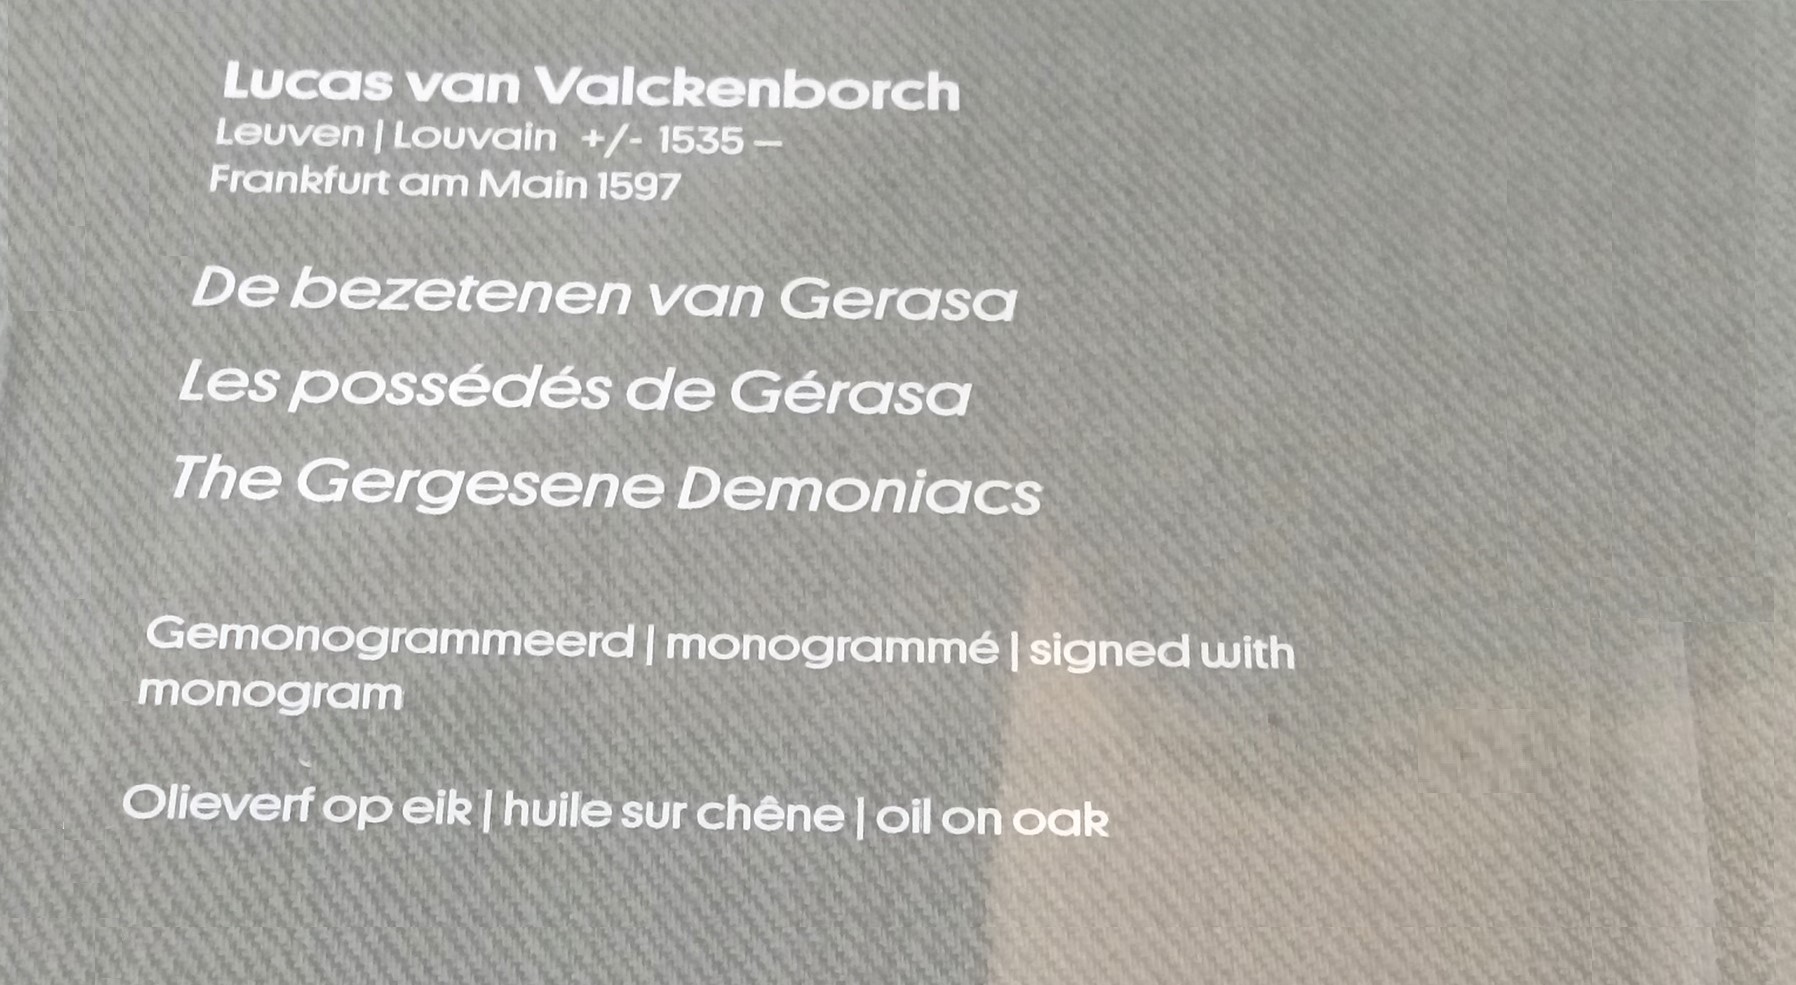 Lucas van Valckenborch
Leuven | Louvain +/- 1535 –
Frankfurt am Main 1597
De bezetenen van Gerasa
Les possédés de Gérasa
The Gergesene Demoniacs
Gemonogrammeerd | monogrammé | signed with
monogram
Olieverf op eik | huile sur chêne | oil on oak